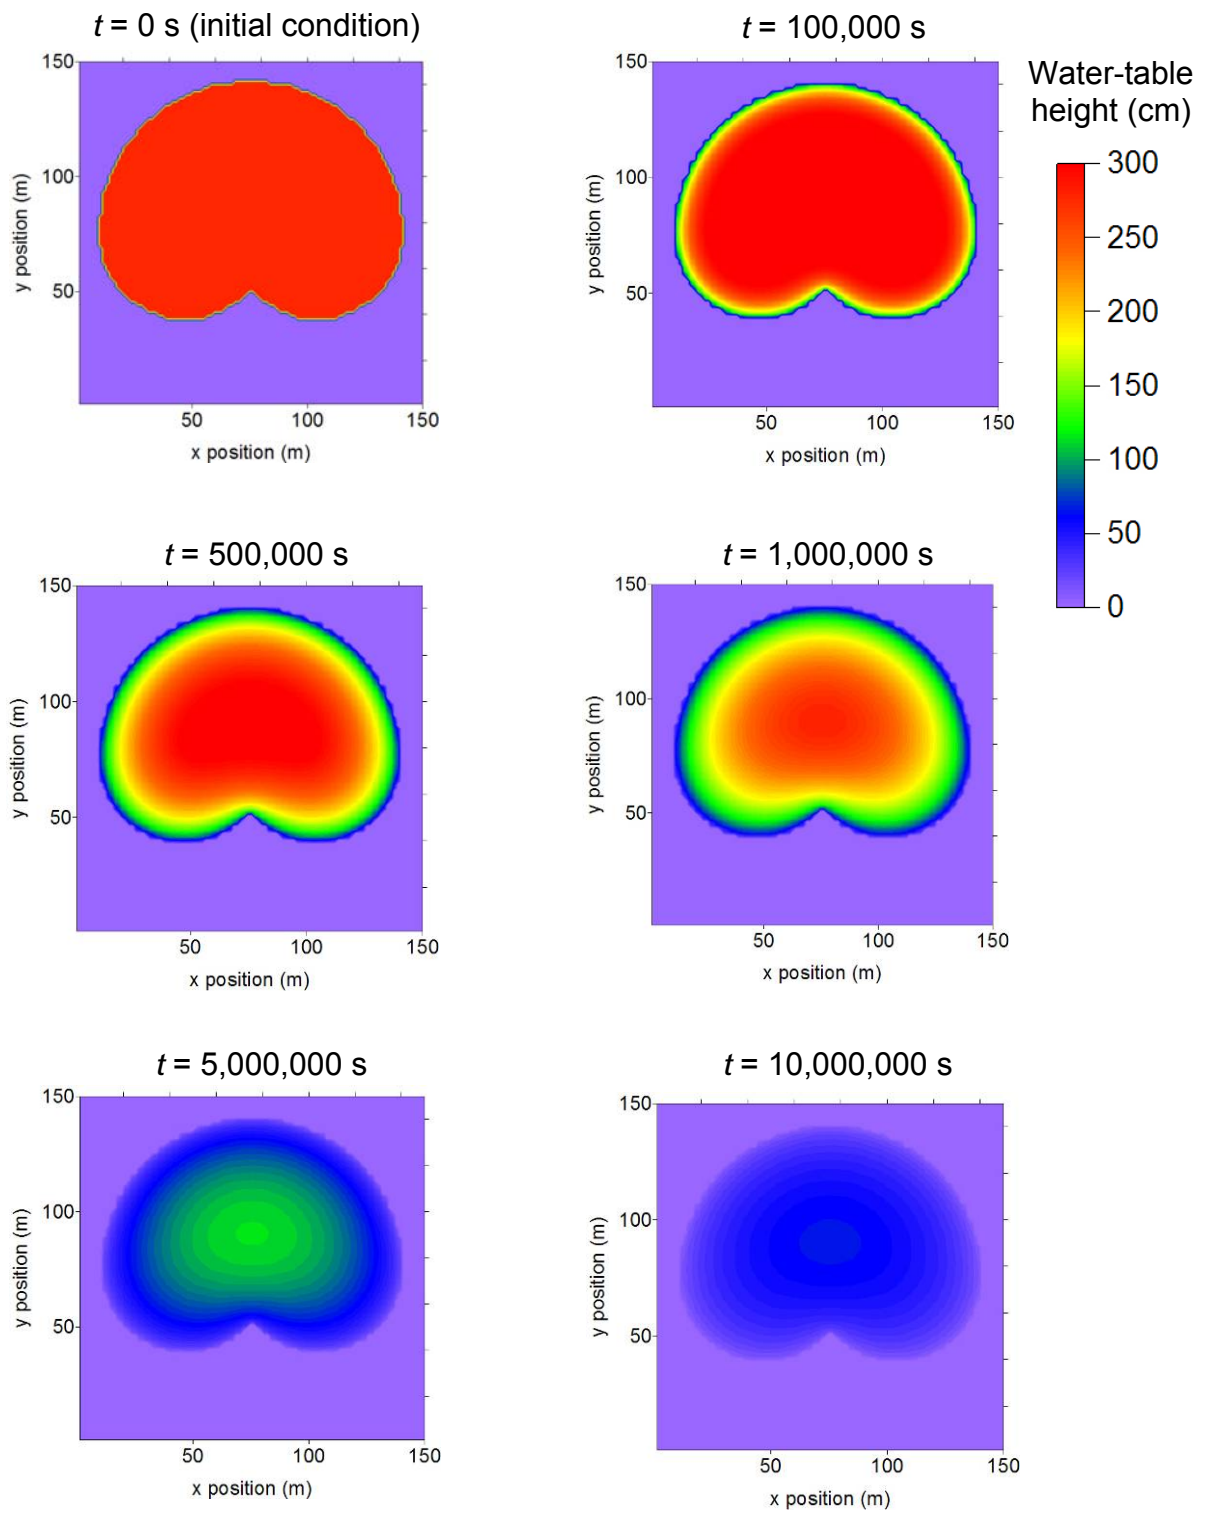 t = 0 s (initial condition)
150
100
50
y position (m)
50
100
150
x position (m)
t = 100,000 s
150
100
50
y position (m)
50
100
150
x position (m)
Water-table
height (cm)
300
250
200
150
100
50
0
t = 500,000 s
150
100
50
y position (m)
50
100
150
x position (m)
t = 1,000,000 s
150
100
50
y position (m)
50
100
150
x position (m)
t = 5,000,000 s
150
100
50
y position (m)
50
100
150
x position (m)
t = 10,000,000 s
150
100
50
y position (m)
50
100
150
x position (m)